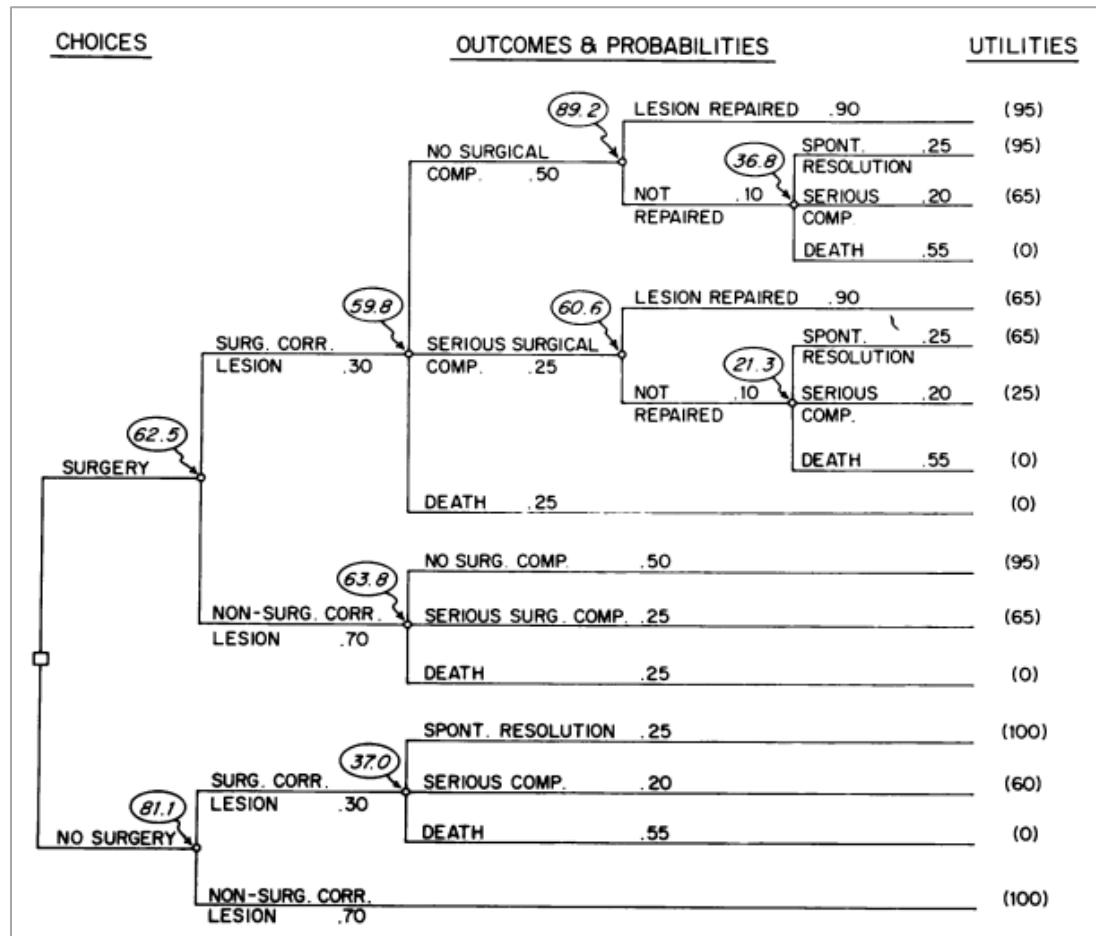 CHOICES OUTCOMES & PROBABILITIES UTILITIES
89.2 LESION REPAIRED .90 (95)
NO SURGICAL
COMP. .50
36.8 SPONT. .25 (95)
RESOLUTION
NOT .10 SERIOUS .20 (65)
REPAIRED COMP.
DEATH .55 (0)
59.8 60.6 LESION REPAIRED .90 (65)
SURG. CORR. SERIOUS SURGICAL SPONT. .25 (65)
LESION .30 COMP. .25 RESOLUTION
21.3
NOT .10 SERIOUS .20 (25)
REPAIRED COMP.
62.5
SURGERY DEATH .55 (0)
DEATH .25 (0)
NO SURG. COMP. .50 (95)
63.8
NON-SURG. CORR. SERIOUS SURG. COMP. .25 (65)
LESION .70
DEATH .25 (0)
SPONT. RESOLUTION .25 (100)
37.0
SURG. CORR. SERIOUS COMP. .20 (60)
LESION .30
81.1
NO SURGERY DEATH .55 (0)
NON-SURG. CORR. (100)
LESION .70